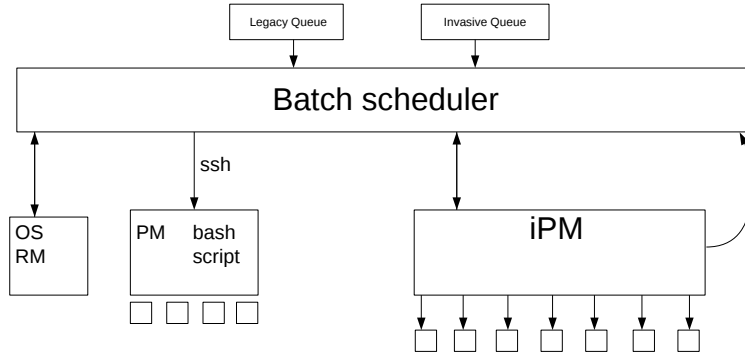 Legacy Queue
Invasive Queue
Batch scheduler
ssh
OS
RM
PM bash
script
iPM